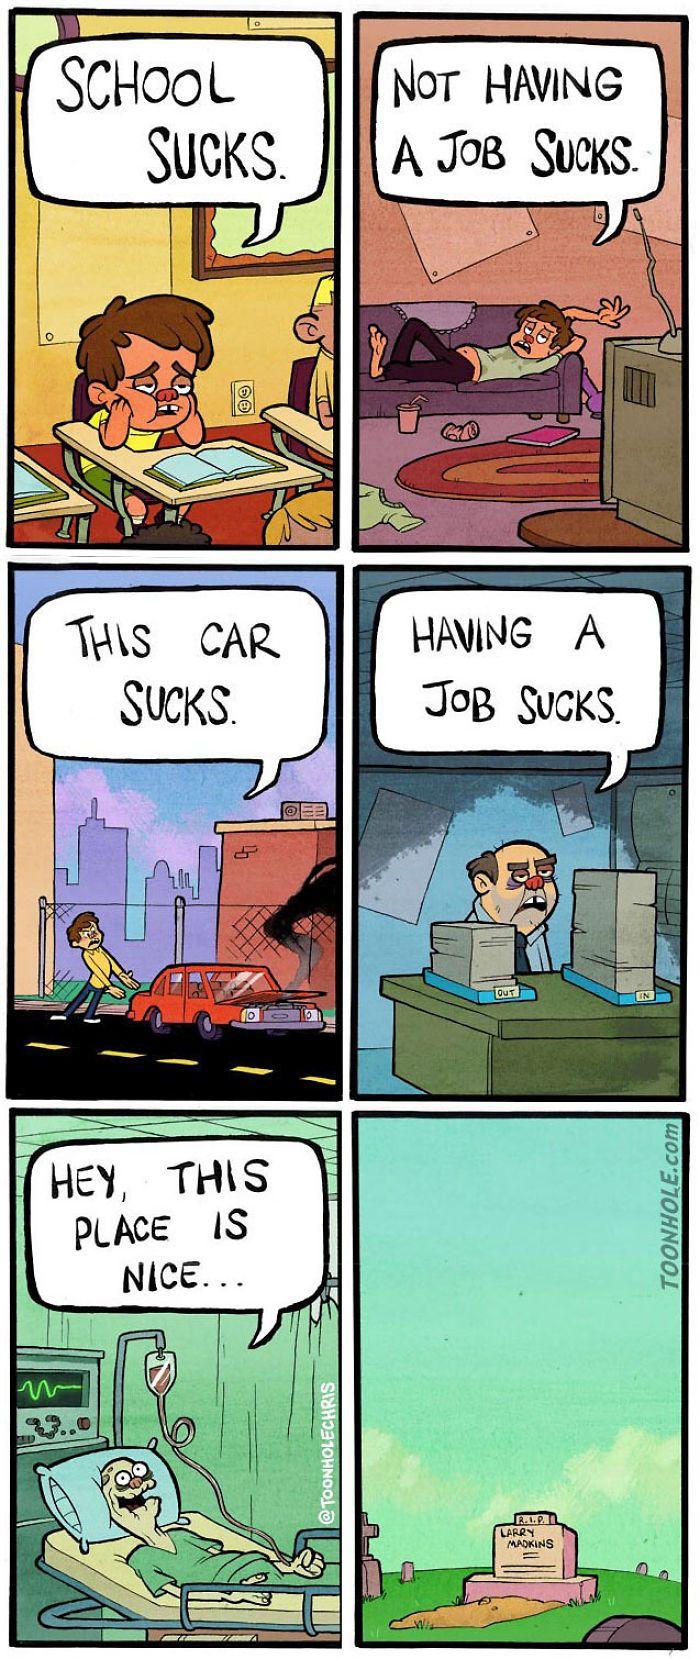 SCHOOL
SUCKS.
NOT HAVING
A JOB SUCKS.
THIS CAR
SUCKS.
HAVING A
JOB SUCKS.
OUT
IN
HEY, THIS
PLACE IS
NICE...
@TOONHOLECHRIS
TOONHOLE.com
R.I.P.
LARRY
MADKINS